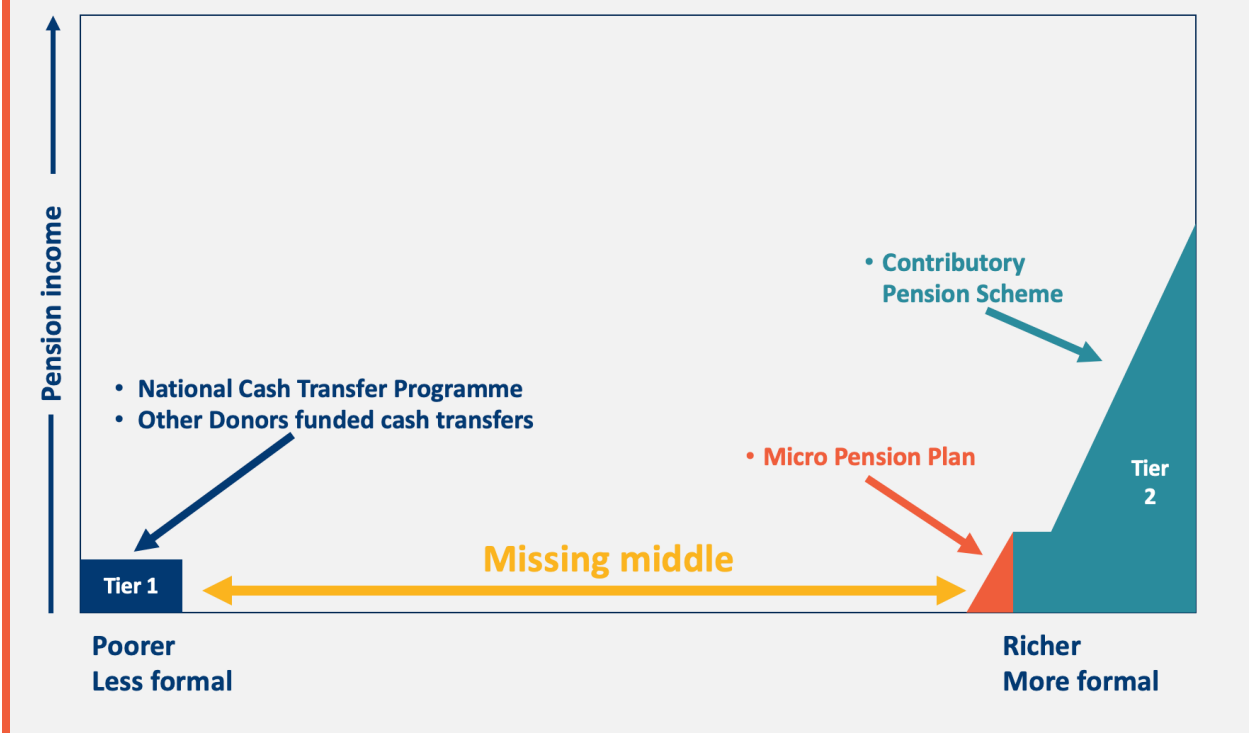 Pension income
• Contributory
Pension Scheme
• National Cash Transfer Programme
• Other Donors funded cash transfers
• Micro Pension Plan
Tier
2
Missing middle
Tier 1
Poorer
Less formal
Richer
More formal